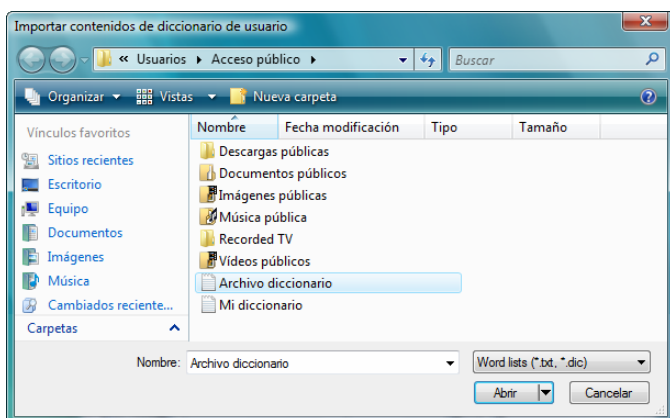 Importar contenidos de diccionario de usuario
« Usuarios Acceso público Buscar
Organizar Vistas Nueva carpeta
Vínculos favoritos
Sitios recientes
Escritorio
Equipo
Documentos
Imágenes
Música
Cambiados reciente...
Carpetas
Nombre Fecha modificación Tipo Tamaño
Descargas públicas
Documentos públicos
Imágenes públicas
Música pública
Recorded TV
Vídeos públicos
Archivo diccionario
Mi diccionario
Nombre: Archivo diccionario Word lists (*.txt, *.dic)
Abrir Cancelar